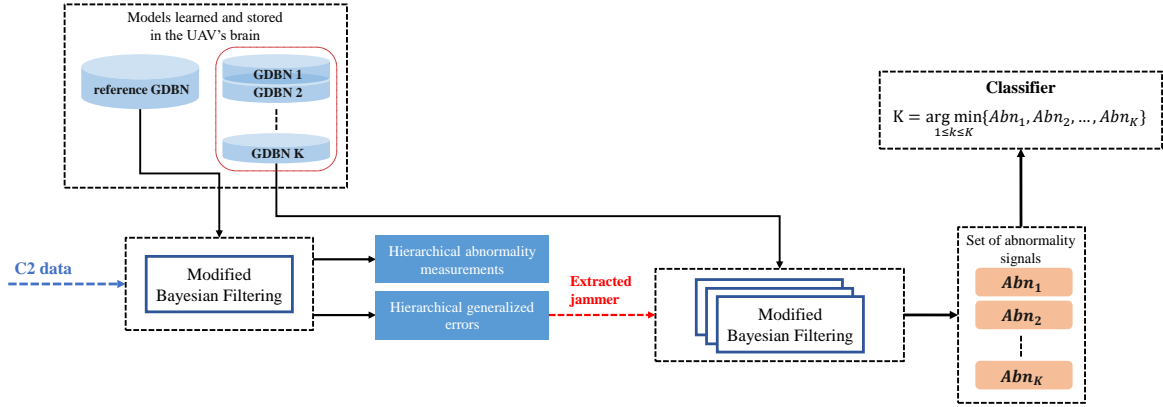 Models learned and stored
in the UAV's brain
reference GDBN
GDBN 1
GDBN 2
GDBN K
C2 data
Modified
Bayesian Filtering
Hierarchical abnormality
measurements
Hierarchical generalized
errors
Extracted
jammer
Modified
Bayesian Filtering
Set of abnormality
signals
Abn₁
Abn₂
Abn_K
Classifier
K = arg min{Abn₁, Abn₂, …, Abn_K}
1≤k≤K